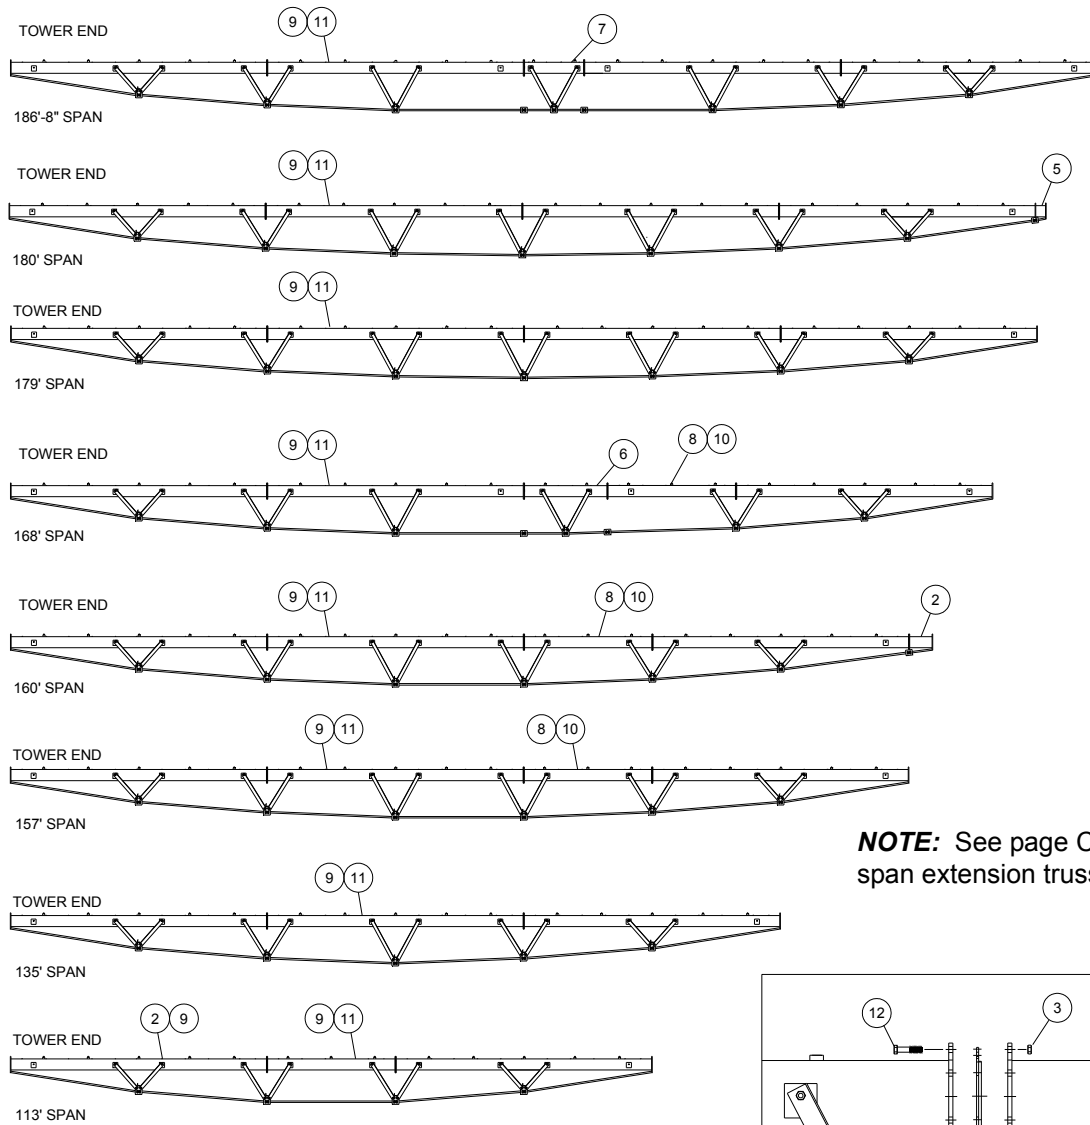 TOWER END
9 11
7
186'-8" SPAN
TOWER END
9 11
5
180' SPAN
TOWER END
9 11
179' SPAN
TOWER END
9 11
6
8 10
168' SPAN
TOWER END
9 11
8 10
2
160' SPAN
TOWER END
9 11
8 10
157' SPAN
NOTE: See page C
span extension truss
TOWER END
9 11
135' SPAN
TOWER END
2 9
9 11
113' SPAN
12
3